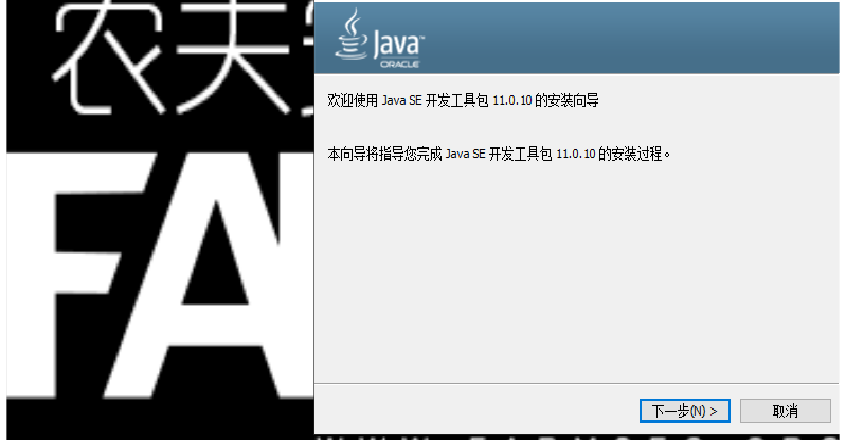 农夫
FA
Java™
ORACLE
欢迎使用 Java SE 开发工具包 11.0.10 的安装向导
本向导将指导您完成 Java SE 开发工具包 11.0.10 的安装过程。
下一步(N) >
取消